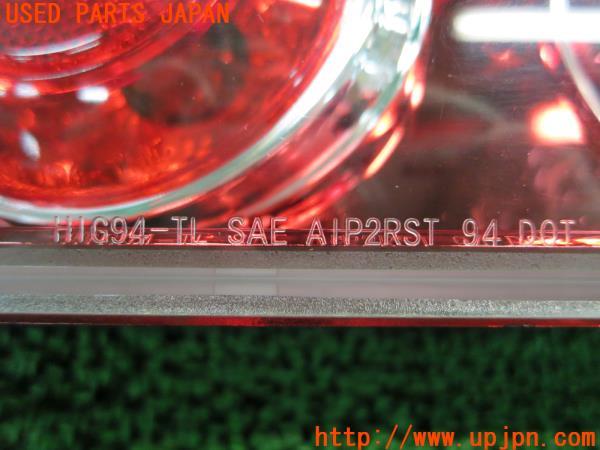 USED PARTS JAPAN
HIG94-TL SAE AIP2RST 94 DOT
http://www.upjpn.com/